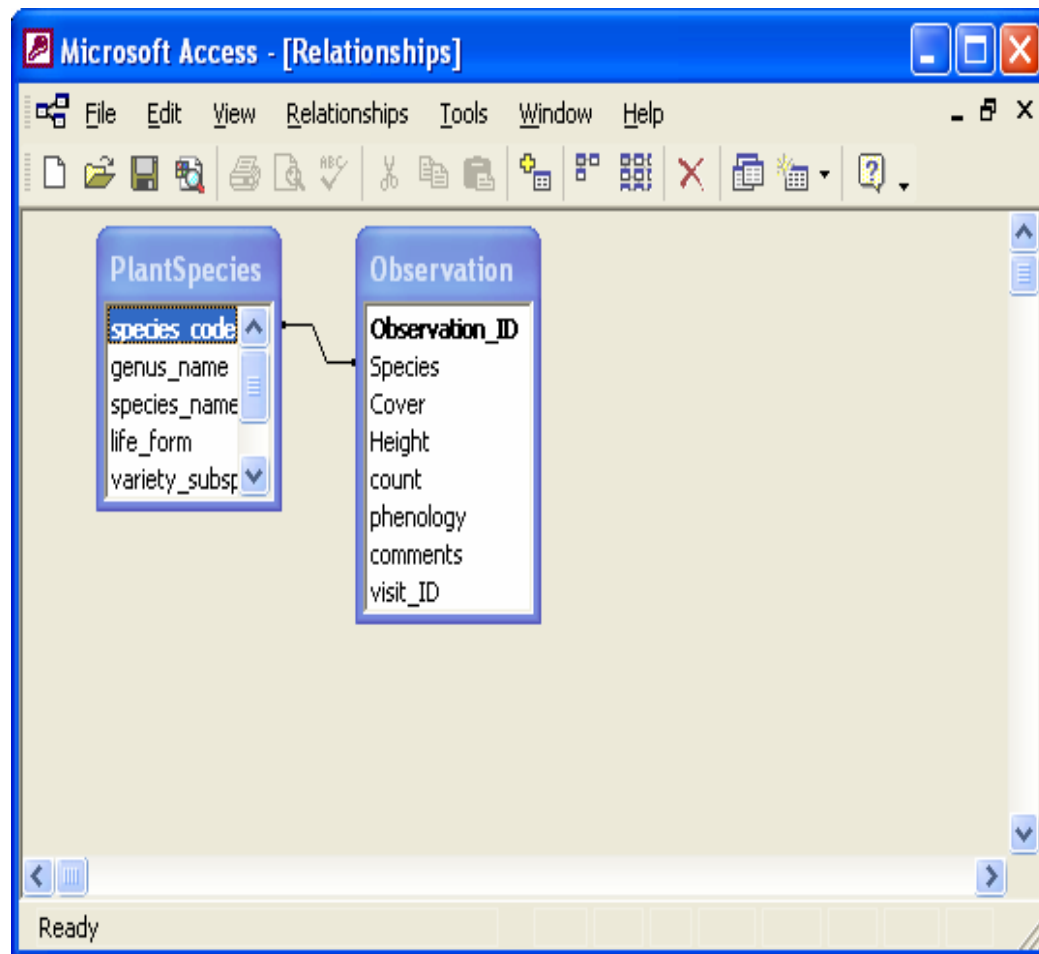 Microsoft Access - [Relationships]
File Edit View Relationships Tools Window Help
ABC
PlantSpecies
species_code
genus_name
species_name
life_form
variety_subsp
Observation
Observation_ID
Species
Cover
Height
count
phenology
comments
visit_ID
Ready